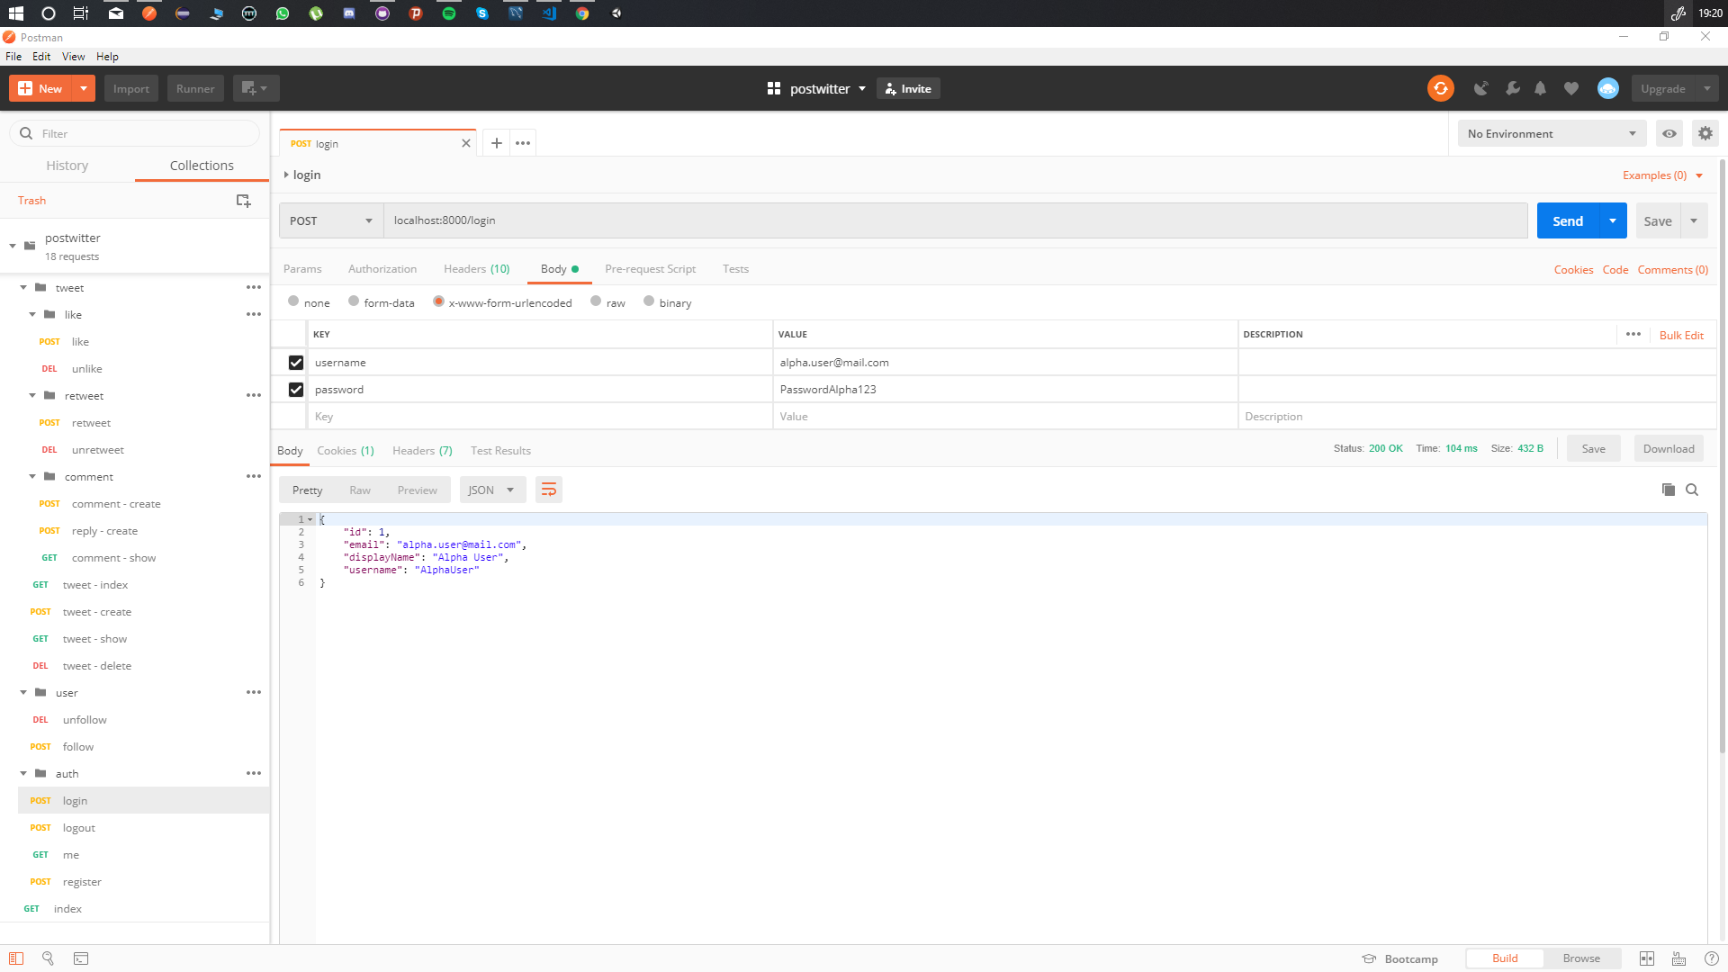 19:20
Postman
File Edit View Help
New Import Runner postwitter Invite Upgrade
Filter
History Collections
Trash
postwitter
18 requests
tweet
like
POST like
DEL unlike
retweet
POST retweet
DEL unretweet
comment
POST comment - create
POST reply - create
GET comment - show
GET tweet - index
POST tweet - create
GET tweet - show
DEL tweet - delete
user
DEL unfollow
POST follow
auth
POST login
POST logout
GET me
POST register
GET index
POST login
No Environment
login
Examples (0)
POST localhost:8000/login Send Save
Params Authorization Headers (10) Body Pre-request Script Tests Cookies Code Comments (0)
none form-data x-www-form-urlencoded raw binary
KEY VALUE DESCRIPTION Bulk Edit
username alpha.user@mail.com
password PasswordAlpha123
Key Value Description
Body Cookies (1) Headers (7) Test Results Status: 200 OK Time: 104 ms Size: 432 B Save Download
Pretty Raw Preview JSON
1 {
2 "id": 1,
3 "email": "alpha.user@mail.com",
4 "displayName": "Alpha User",
5 "username": "AlphaUser"
6 }
Bootcamp Build Browse